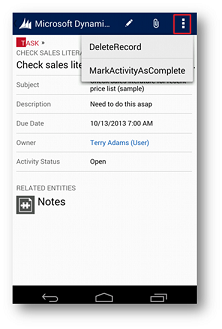 Microsoft Dynami...
DeleteRecord
MarkActivityAsComplete
TASK
CHECK SALES LITERA
Check sales lite
Subject
price list (sample)
Description Need to do this asap
Due Date 10/13/2013 7:00 AM
Owner Terry Adams (User)
Activity Status Open
RELATED ENTITIES
Notes